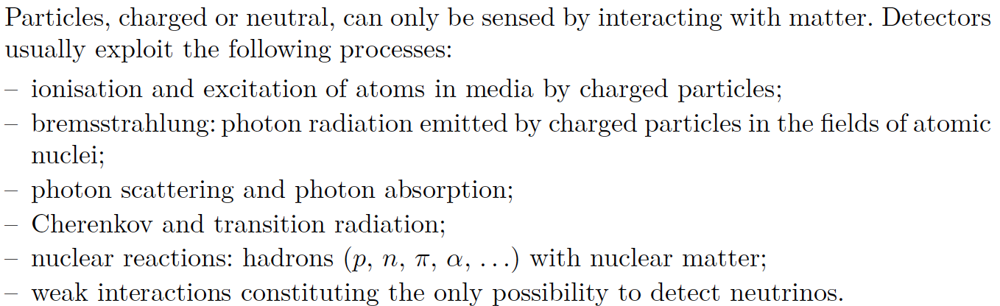 Particles, charged or neutral, can only be sensed by interacting with matter. Detectors
usually exploit the following processes:
– ionisation and excitation of atoms in media by charged particles;
– bremsstrahlung: photon radiation emitted by charged particles in the fields of atomic
nuclei;
– photon scattering and photon absorption;
– Cherenkov and transition radiation;
– nuclear reactions: hadrons (p, n, π, α, ...) with nuclear matter;
– weak interactions constituting the only possibility to detect neutrinos.